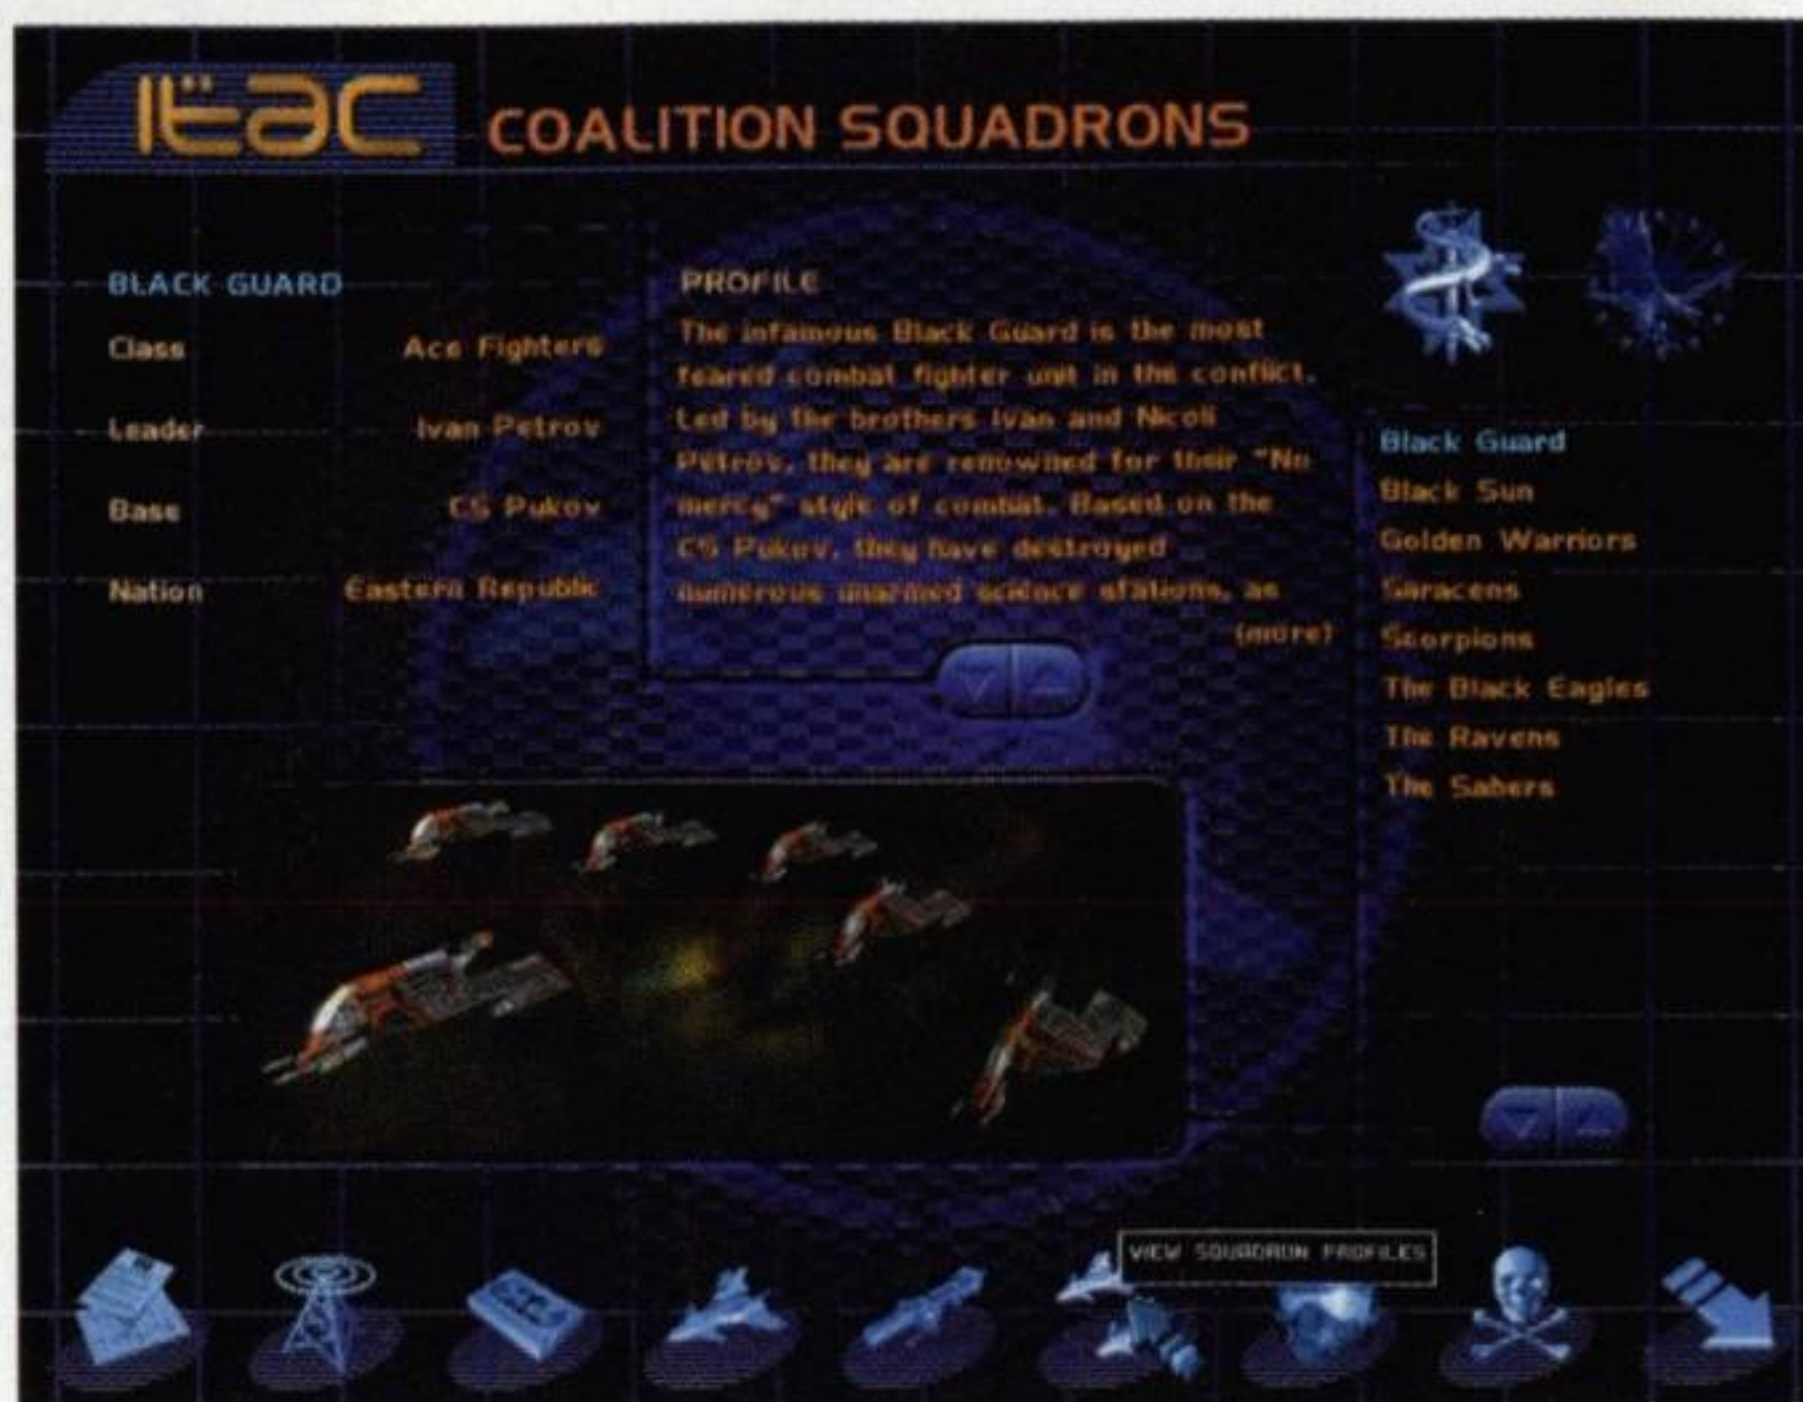 ITAC COALITION SQUADRONS
BLACK GUARD
Class Ace Fighters
Leader Ivan Petrov
Base CS Pukov
Nation Eastern Republic
PROFILE
The infamous Black Guard is the most
feared combat fighter unit in the conflict.
Led by the brothers Ivan and Nicoli
Petrov, they are renowned for their "No
mercy" style of combat. Based on the
CS Pukov, they have destroyed
numerous unarmed science stations, as
(more)
Black Guard
Black Sun
Golden Warriors
Saracens
Scorpions
The Black Eagles
The Ravens
The Sabers
VIEW SQUADRON PROFILES